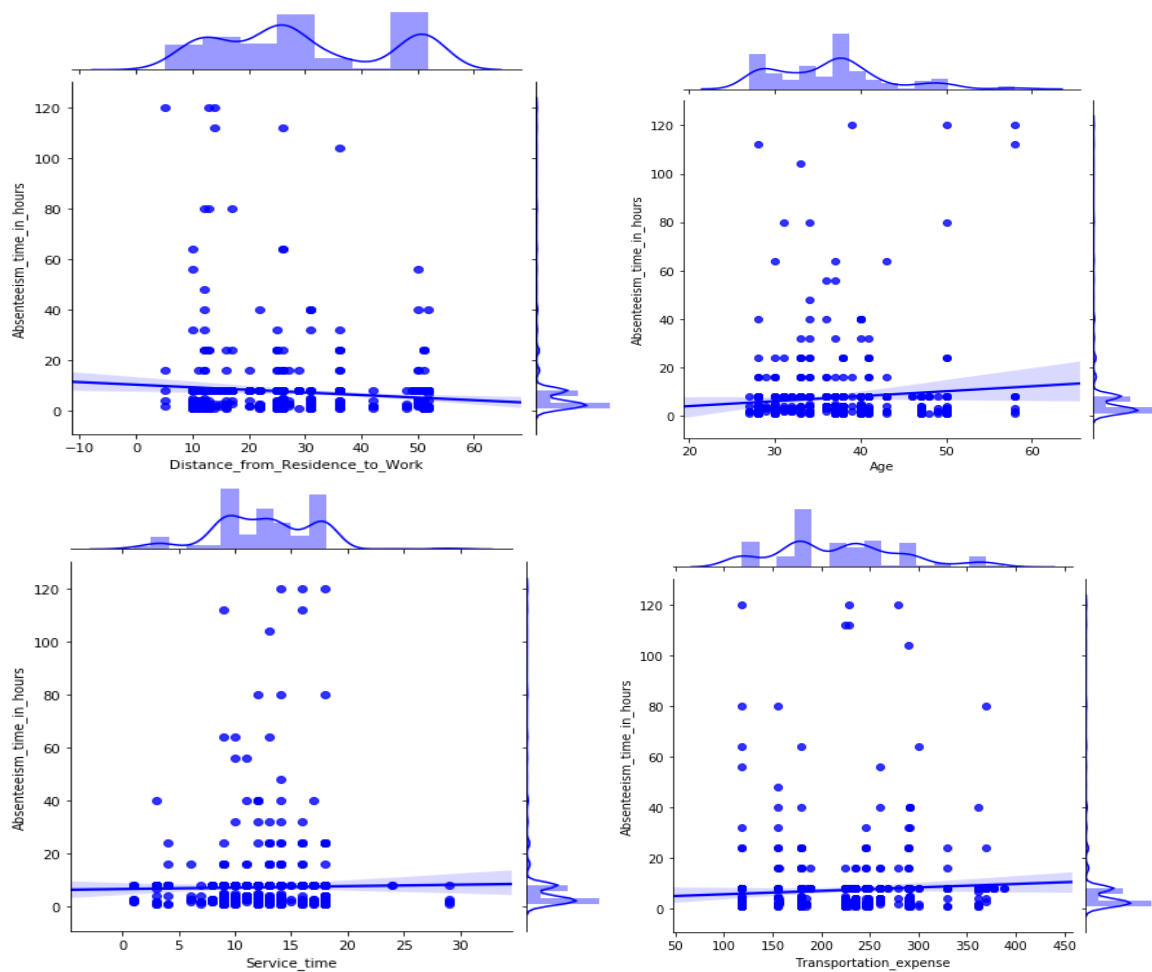 120
100
80
60
40
20
0
Absenteeism_time_in_hours
−10 0 10 20 30 40 50 60
Distance_from_Residence_to_Work
120
100
80
60
40
20
0
Absenteeism_time_in_hours
20 30 40 50 60
Age
120
100
80
60
40
20
0
Absenteeism_time_in_hours
0 5 10 15 20 25 30
Service_time
120
100
80
60
40
20
0
Absenteeism_time_in_hours
50 100 150 200 250 300 350 400 450
Transportation_expense